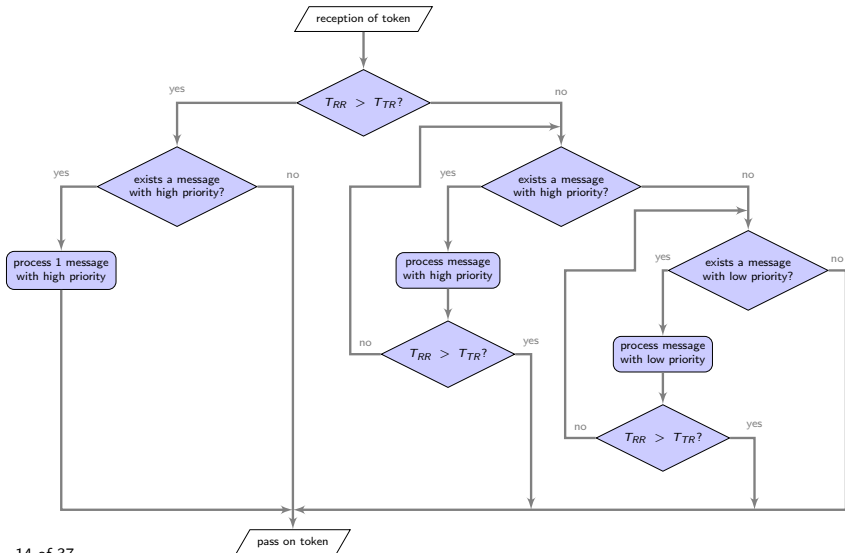 reception of token
T_RR > T_TR?
yes
no
exists a message
with high priority?
yes
no
exists a message
with high priority?
yes
no
process 1 message
with high priority
process message
with high priority
exists a message
with low priority?
yes
no
T_RR > T_TR?
no
yes
process message
with low priority
T_RR > T_TR?
no
yes
pass on token
14 of 37